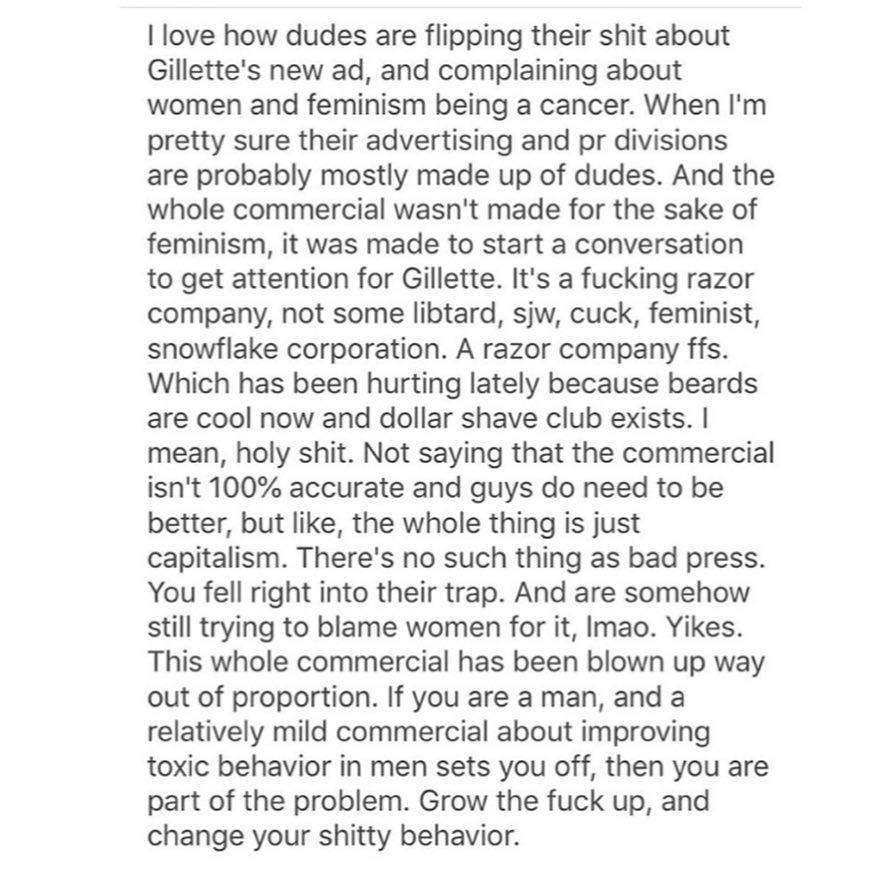 I love how dudes are flipping their shit about
Gillette's new ad, and complaining about
women and feminism being a cancer. When I'm
pretty sure their advertising and pr divisions
are probably mostly made up of dudes. And the
whole commercial wasn't made for the sake of
feminism, it was made to start a conversation
to get attention for Gillette. It's a fucking razor
company, not some libtard, sjw, cuck, feminist,
snowflake corporation. A razor company ffs.
Which has been hurting lately because beards
are cool now and dollar shave club exists. I
mean, holy shit. Not saying that the commercial
isn't 100% accurate and guys do need to be
better, but like, the whole thing is just
capitalism. There's no such thing as bad press.
You fell right into their trap. And are somehow
still trying to blame women for it, lmao. Yikes.
This whole commercial has been blown up way
out of proportion. If you are a man, and a
relatively mild commercial about improving
toxic behavior in men sets you off, then you are
part of the problem. Grow the fuck up, and
change your shitty behavior.